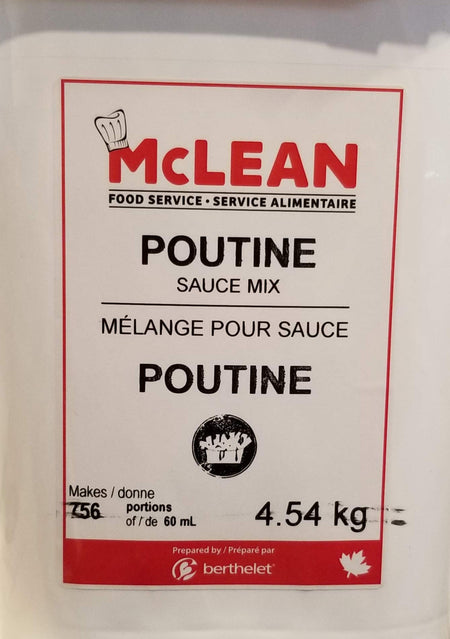 McLEAN
FOOD SERVICE • SERVICE ALIMENTAIRE
POUTINE
SAUCE MIX
MÉLANGE POUR SAUCE
POUTINE
Makes / donne
756 portions
of / de 60 mL
4.54 kg
Prepared by / Préparé par
berthelet